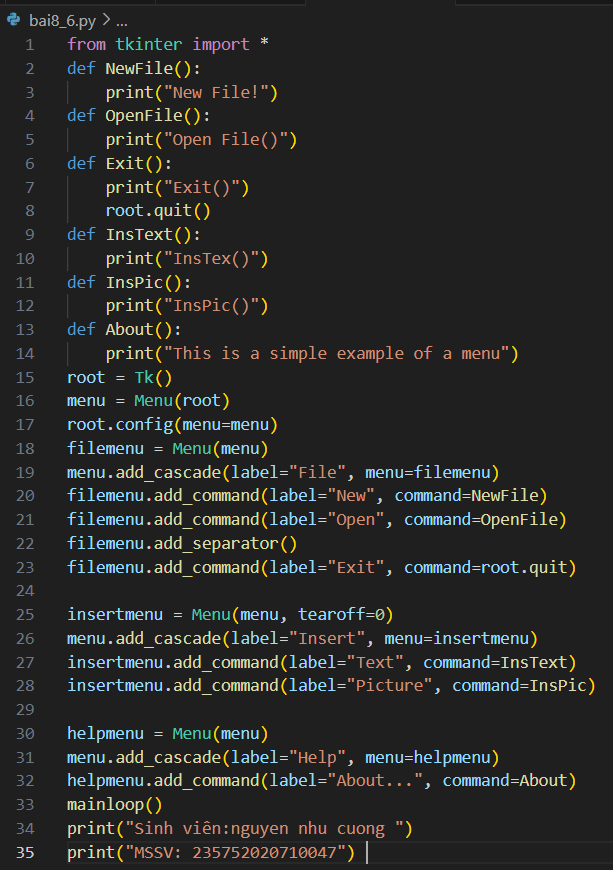 bai8_6.py > ...
1 from tkinter import *
2 def NewFile():
3     print("New File!")
4 def OpenFile():
5     print("Open File()")
6 def Exit():
7     print("Exit()")
8     root.quit()
9 def InsText():
10     print("InsTex()")
11 def InsPic():
12     print("InsPic()")
13 def About():
14     print("This is a simple example of a menu")
15 root = Tk()
16 menu = Menu(root)
17 root.config(menu=menu)
18 filemenu = Menu(menu)
19 menu.add_cascade(label="File", menu=filemenu)
20 filemenu.add_command(label="New", command=NewFile)
21 filemenu.add_command(label="Open", command=OpenFile)
22 filemenu.add_separator()
23 filemenu.add_command(label="Exit", command=root.quit)
24
25 insertmenu = Menu(menu, tearoff=0)
26 menu.add_cascade(label="Insert", menu=insertmenu)
27 insertmenu.add_command(label="Text", command=InsText)
28 insertmenu.add_command(label="Picture", command=InsPic)
29
30 helpmenu = Menu(menu)
31 menu.add_cascade(label="Help", menu=helpmenu)
32 helpmenu.add_command(label="About...", command=About)
33 mainloop()
34 print("Sinh viên:nguyen nhu cuong ")
35 print("MSSV: 235752020710047")